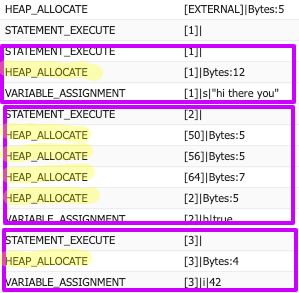 HEAP_ALLOCATE [EXTERNAL]|Bytes:5
STATEMENT_EXECUTE [1]|
STATEMENT_EXECUTE [1]|
HEAP_ALLOCATE [1]|Bytes:12
VARIABLE_ASSIGNMENT [1]|s|"hi there you"
STATEMENT_EXECUTE [2]|
HEAP_ALLOCATE [50]|Bytes:5
HEAP_ALLOCATE [56]|Bytes:5
HEAP_ALLOCATE [64]|Bytes:7
HEAP_ALLOCATE [2]|Bytes:5
VARIABLE_ASSIGNMENT [2]|b|true
STATEMENT_EXECUTE [3]|
HEAP_ALLOCATE [3]|Bytes:4
VARIABLE_ASSIGNMENT [3]|i|42